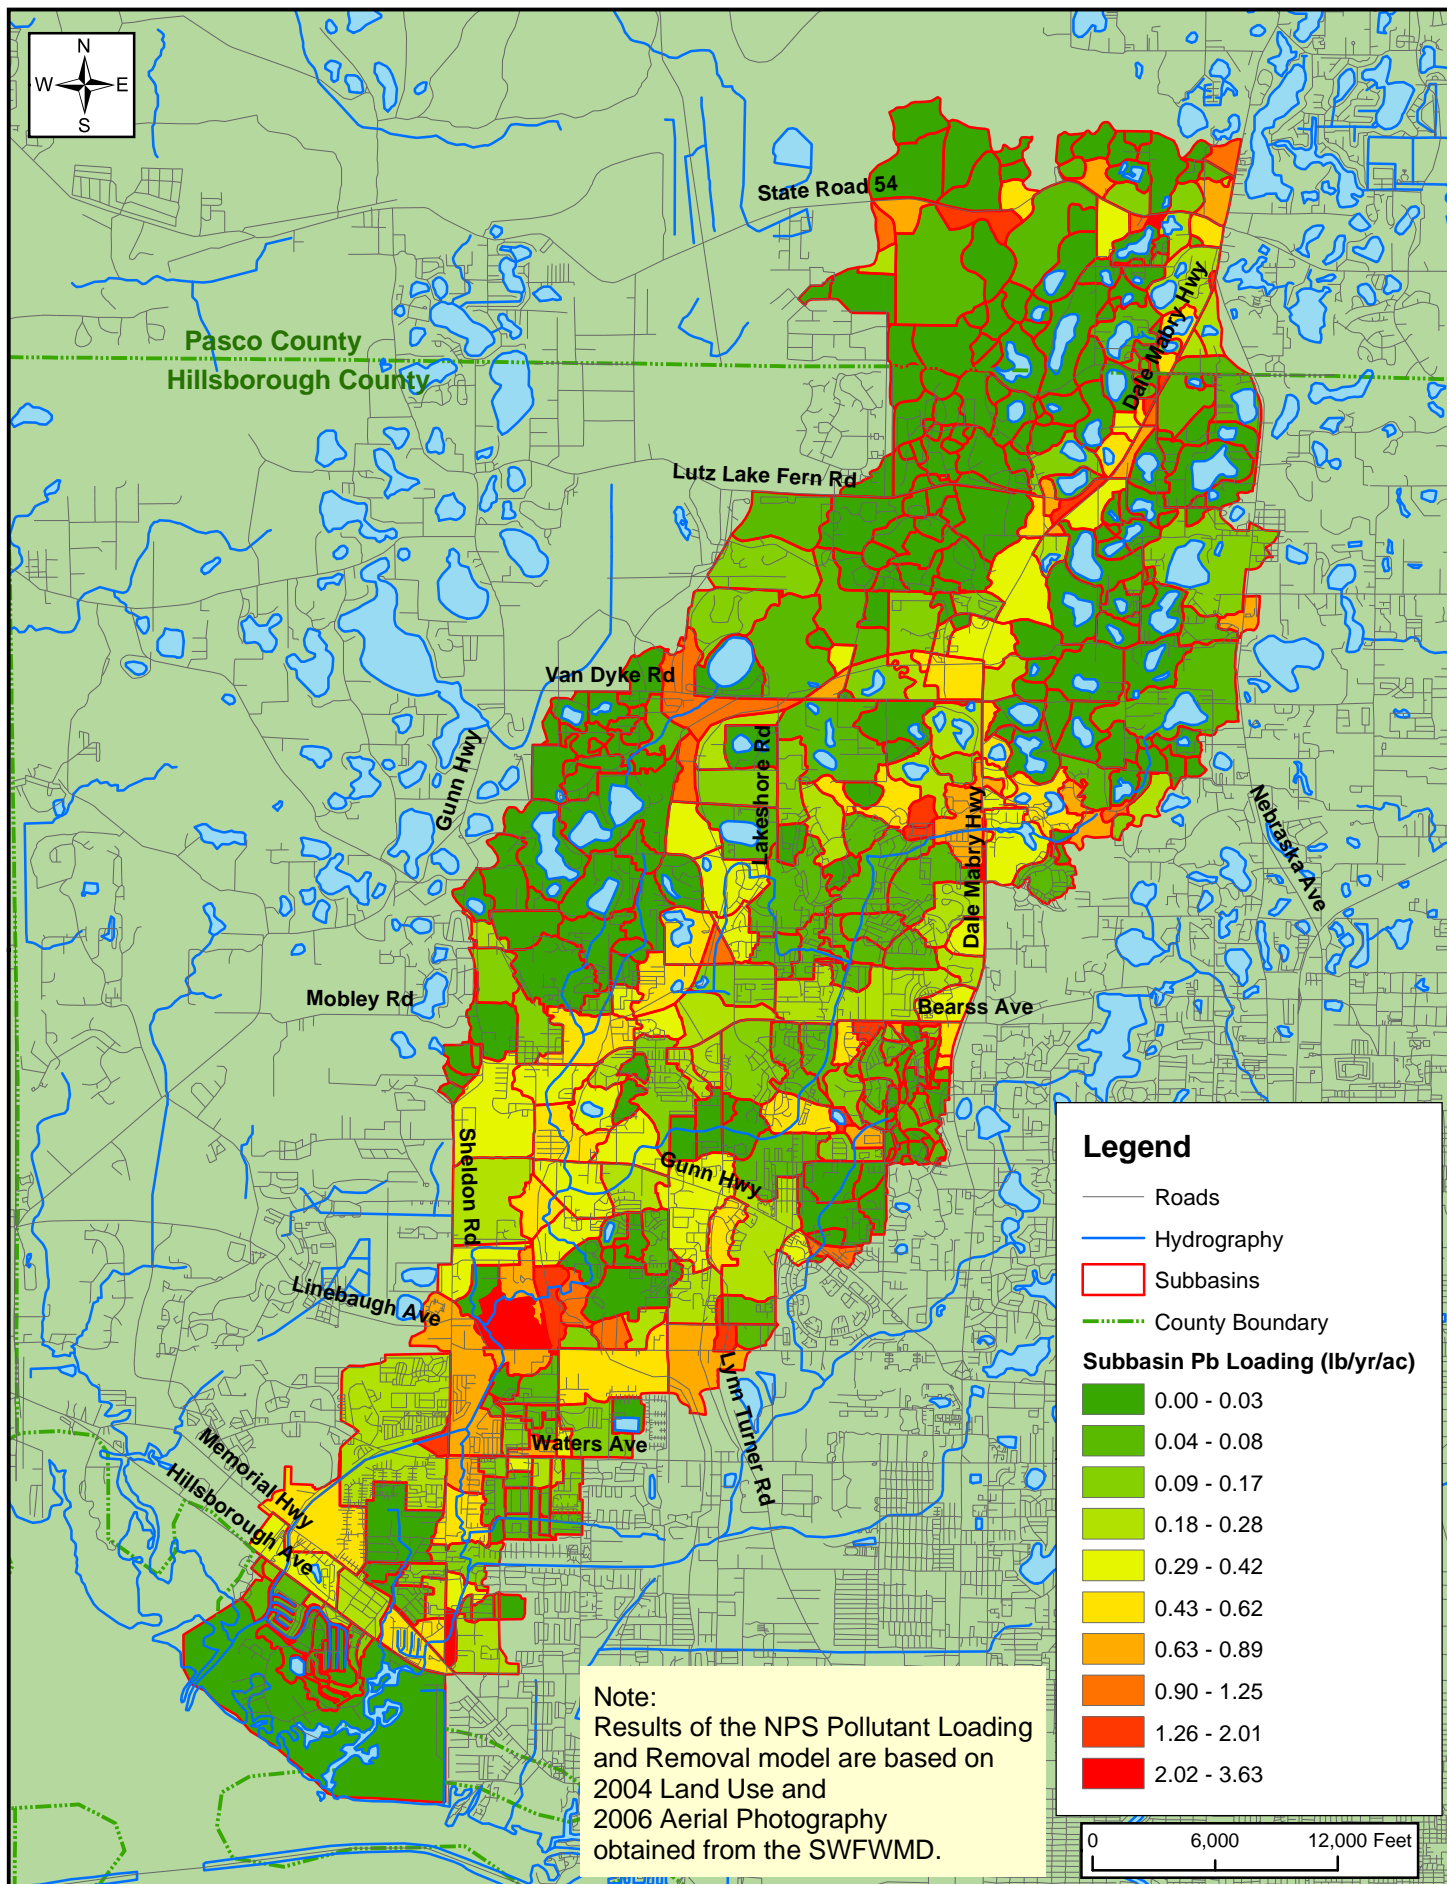 N
W E
S
State Road 54
Pasco County
Hillsborough County
Dale Mabry Hwy
Lutz Lake Fern Rd
Van Dyke Rd
Gunn Hwy
Lakeshore Rd
Dale Mabry Hwy
Nebraska Ave
Mobley Rd
Bearss Ave
Sheldon Rd
Gunn Hwy
Linebaugh Ave
Lynn Turner Rd
Waters Ave
Memorial Hwy
Hillsborough Ave
Legend
Roads
Hydrography
Subbasins
County Boundary
Subbasin Pb Loading (lb/yr/ac)
0.00 - 0.03
0.04 - 0.08
0.09 - 0.17
0.18 - 0.28
0.29 - 0.42
0.43 - 0.62
0.63 - 0.89
0.90 - 1.25
1.26 - 2.01
2.02 - 3.63
Note:
Results of the NPS Pollutant Loading
and Removal model are based on
2004 Land Use and
2006 Aerial Photography
obtained from the SWFWMD.
0 6,000 12,000 Feet